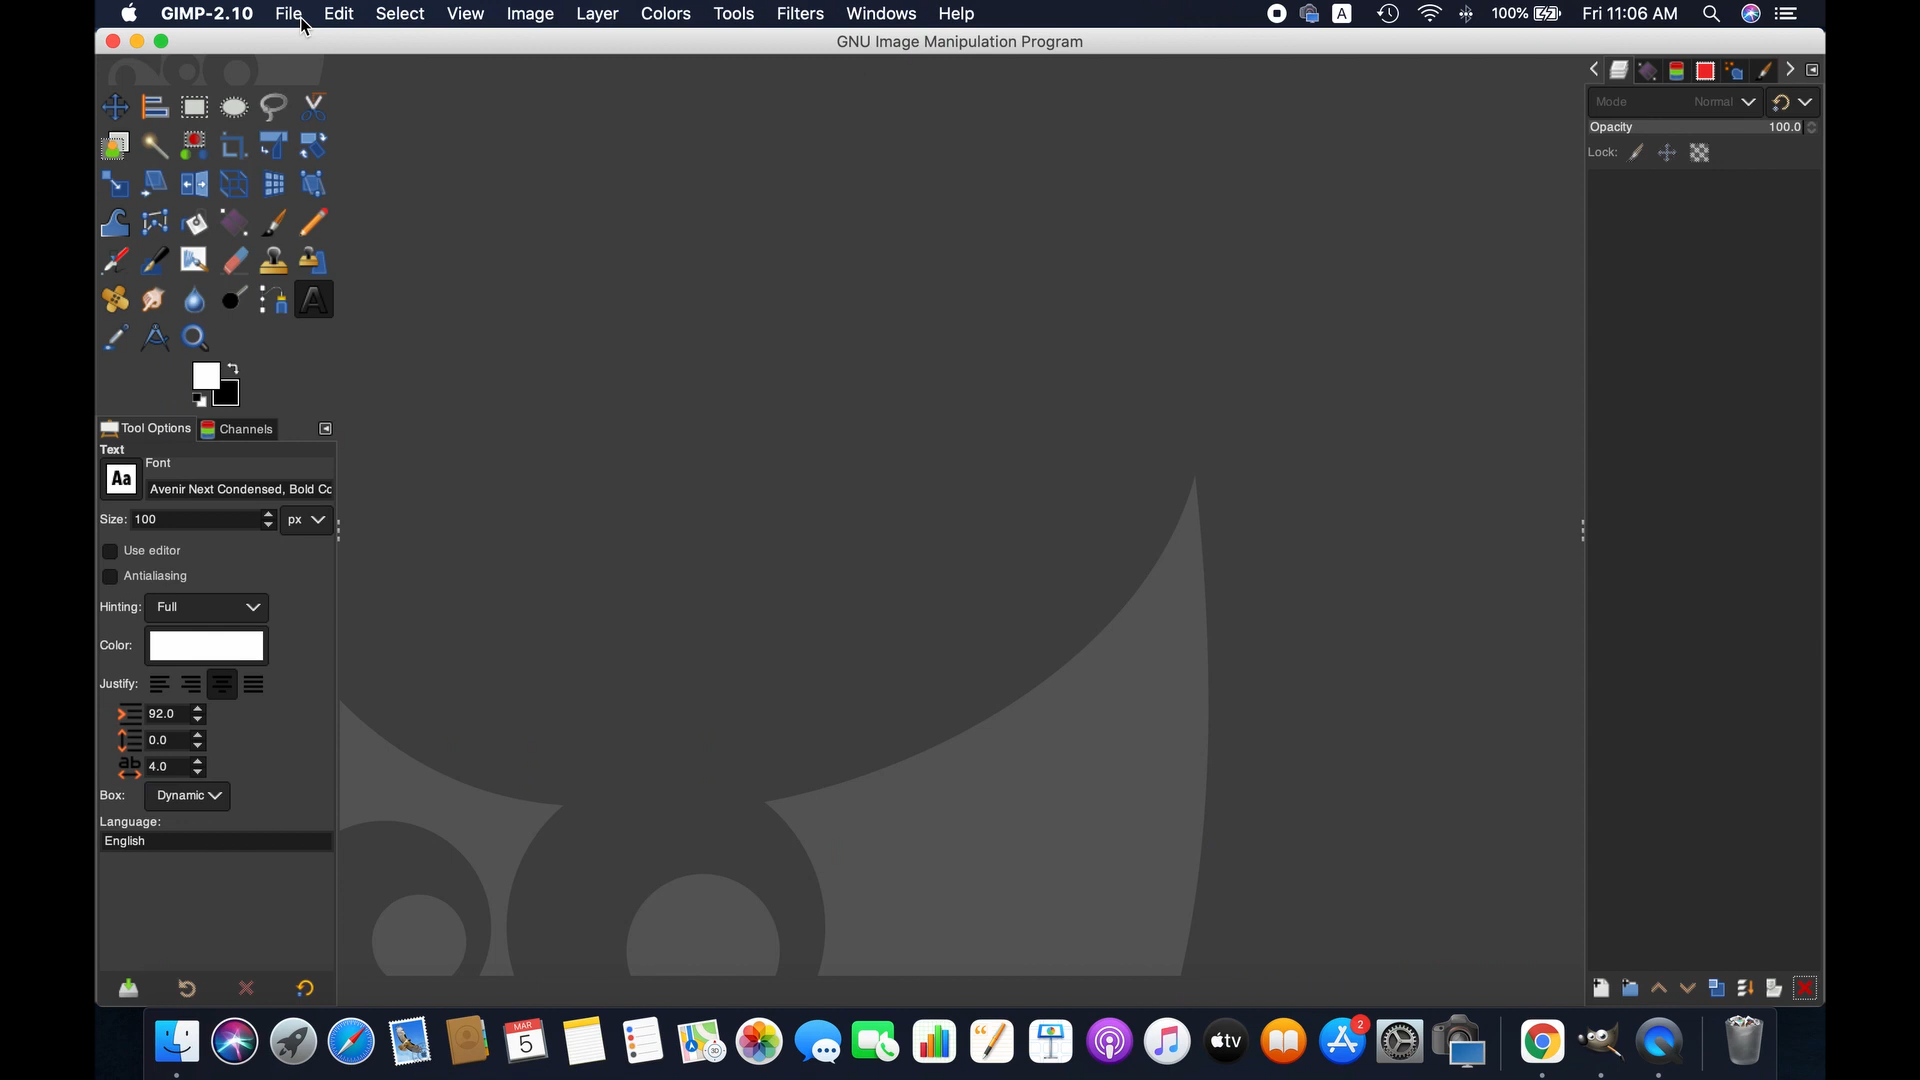 GIMP-2.10 File Edit Select View Image Layer Colors Tools Filters Windows Help A 100% Fri 11:06 AM
GNU Image Manipulation Program
Mode Normal
Opacity 100.0
Lock:
A
Tool Options Channels
Text
Font
Aa
Avenir Next Condensed, Bold Co
Size: 100 px
Use editor
Antialiasing
Hinting: Full
Color:
Justify:
92.0
0.0
ab 4.0
Box: Dynamic
Language:
English
MAR
5
3D
tv
2